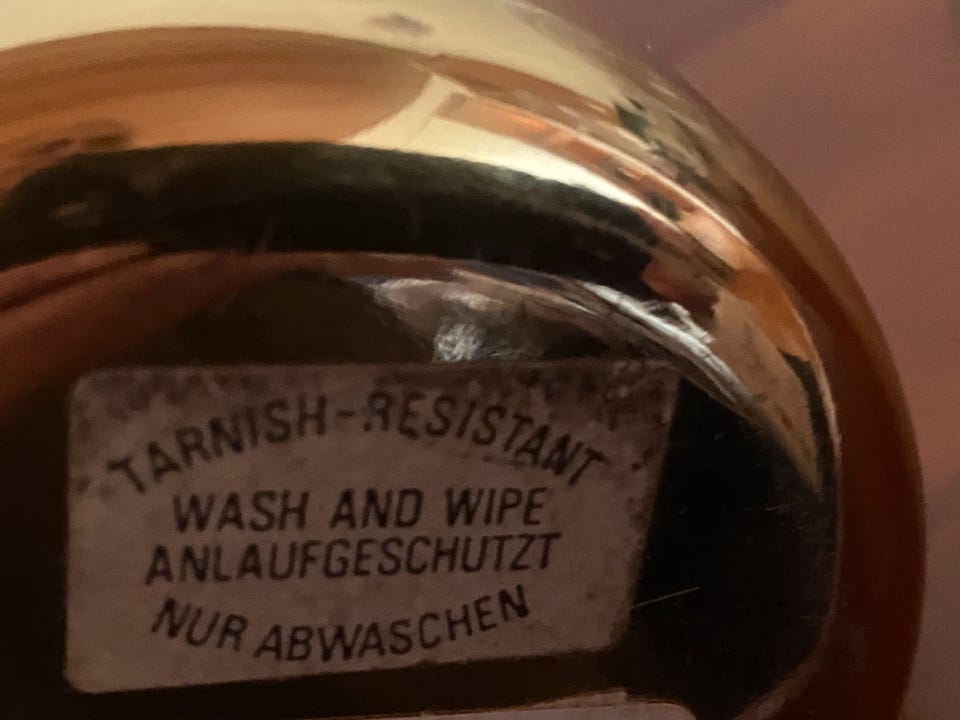 TARNISH-RESISTANT
WASH AND WIPE
ANLAUFGESCHUTZT
NUR ABWASCHEN